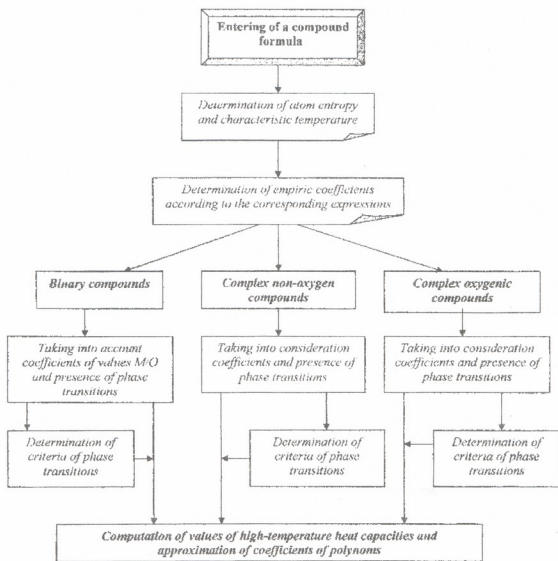 Entering of a compound
formula
Determination of atom entropy
and characteristic temperature
Determination of empiric coefficients
according to the corresponding expressions
Binary compounds
Complex non-oxygen
compounds
Complex oxygenic
compounds
Taking into account
coefficients of values M/O
and presence of phase
transitions
Taking into consideration
coefficients and presence of
phase transitions
Taking into consideration
coefficients and presence of
phase transitions
Determination of
criteria of phase
transitions
Determination of
criteria of phase
transitions
Determination of
criteria of phase
transitions
Computation of values of high-temperature heat capacities and
approximation of coefficients of polynoms